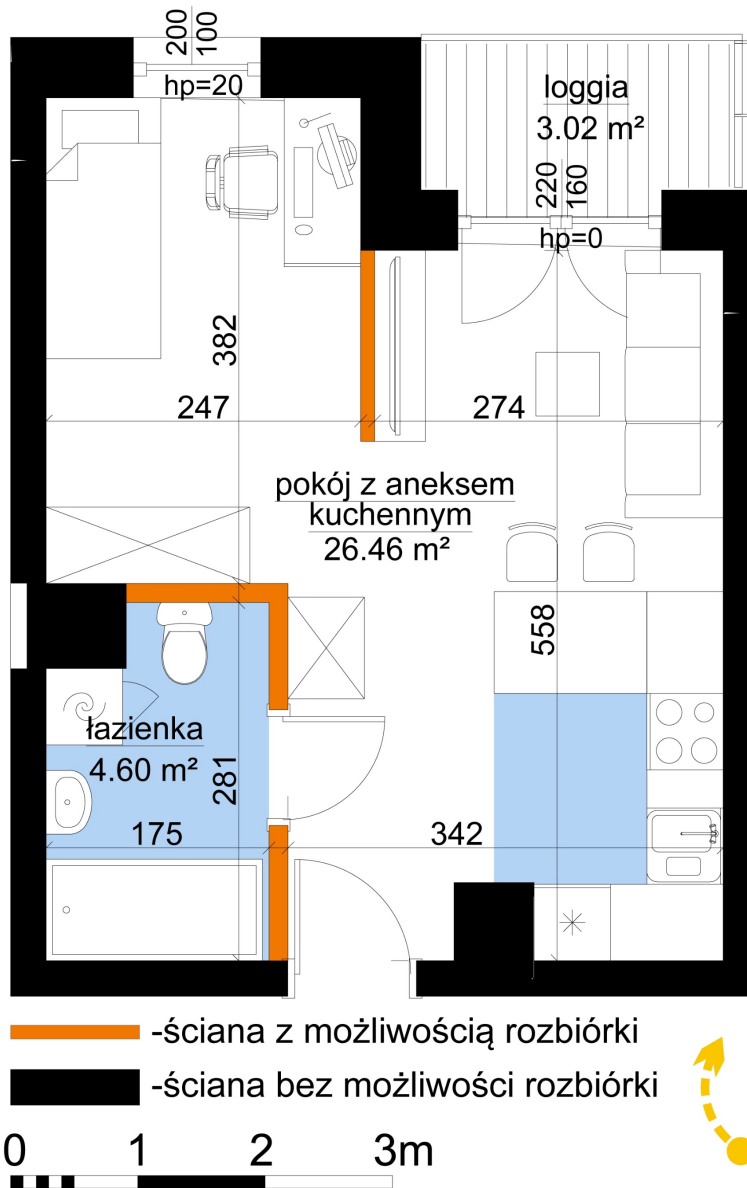 200
100
hp=20
loggia
3.02 m²
220
160
hp=0
382
247
274
pokój z aneksem
kuchennym
26.46 m²
558
łazienka
4.60 m²
281
175
342
-ściana z możliwością rozbiórki
-ściana bez możliwości rozbiórki
0 1 2 3m